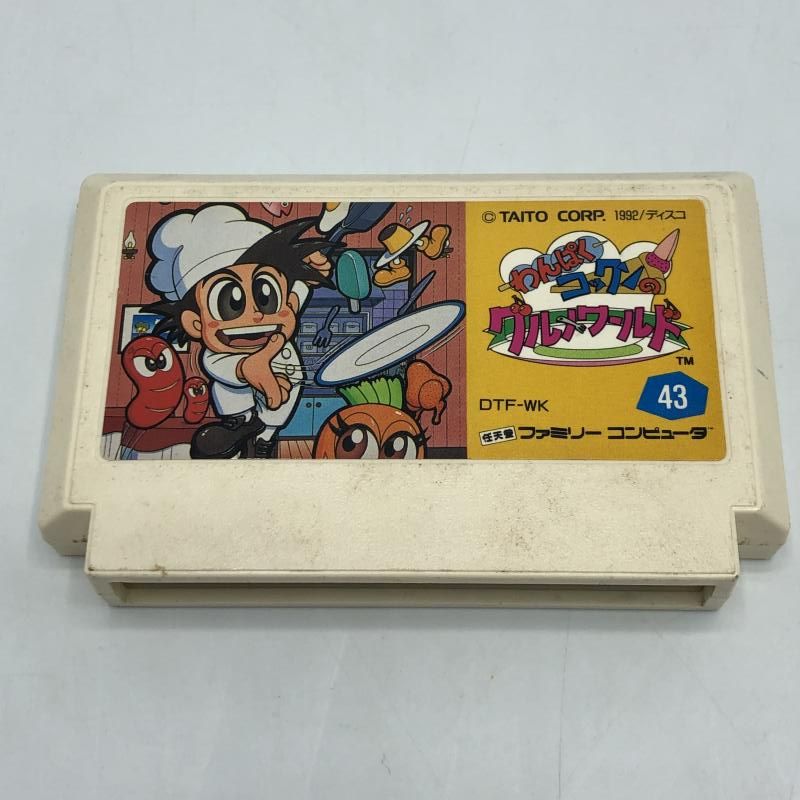 © TAITO CORP. 1992/ディスコ
わんぱく
コックンの
グルメワールド
TM
DTF-WK
43
任天堂 ファミリー コンピュータ™